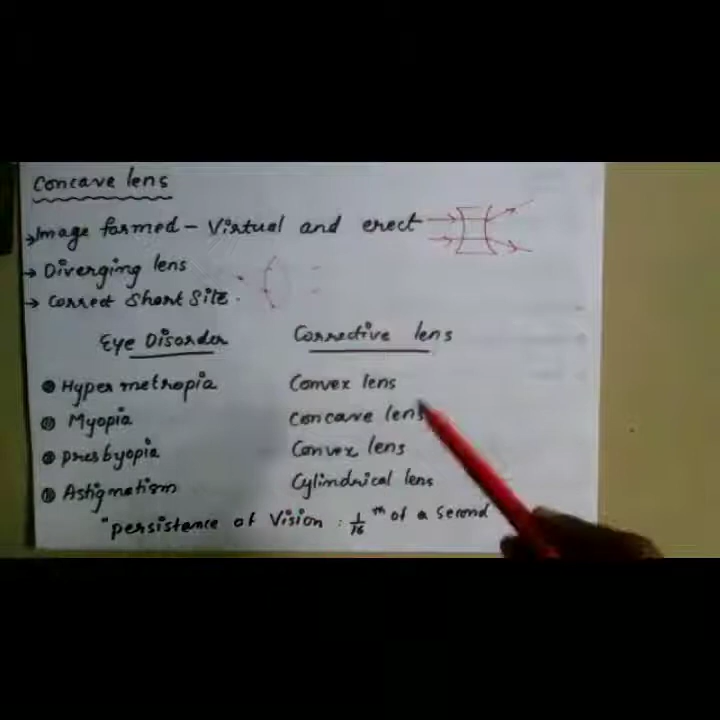 Concave lens
→ Image formed - Virtual and erect
→ Diverging lens
→ Correct Short Site.
Eye Disorder Corrective lens
Hyper metropia Convex lens
Myopia Concave lens
presbyopia Convex lens
Astigmatism Cylindrical lens
"persistance of Vision : 1/16 th of a second